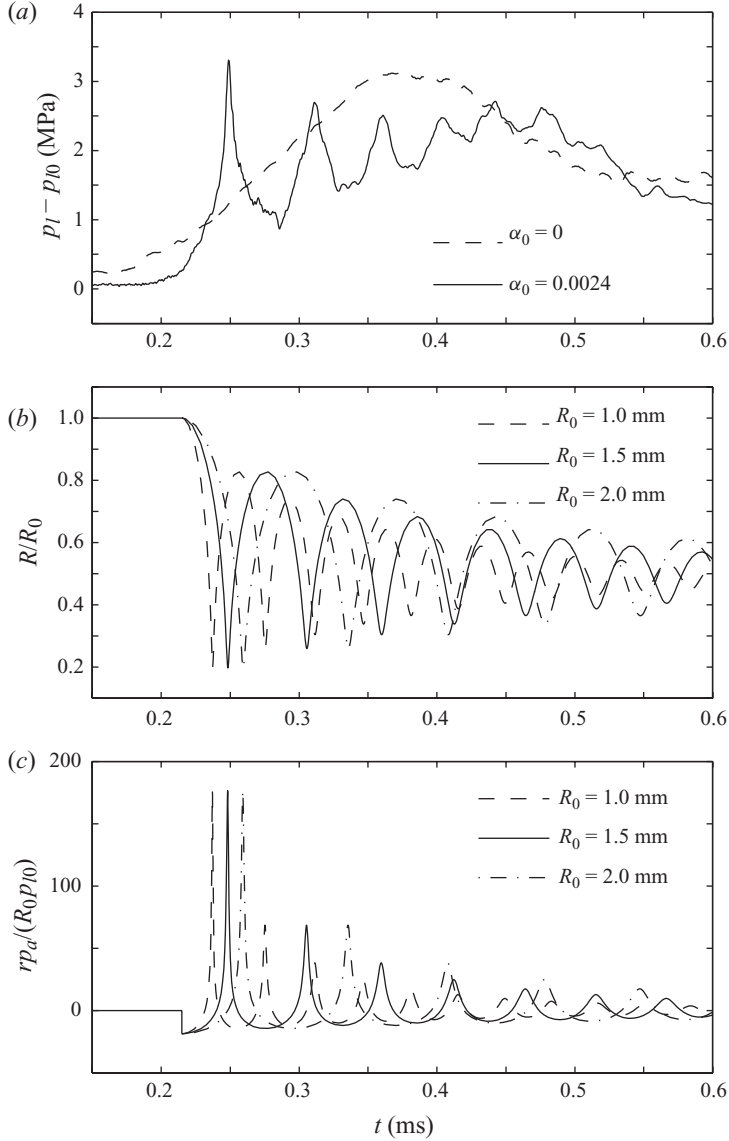 (a)
4
3
2
1
0
p_l − p_{l0} (MPa)
α_0 = 0
α_0 = 0.0024
0.2 0.3 0.4 0.5 0.6
(b)
1.0
0.8
0.6
0.4
0.2
R/R_0
R_0 = 1.0 mm
R_0 = 1.5 mm
R_0 = 2.0 mm
0.2 0.3 0.4 0.5 0.6
(c)
200
100
0
rp_a/(R_0p_{l0})
R_0 = 1.0 mm
R_0 = 1.5 mm
R_0 = 2.0 mm
0.2 0.3 0.4 0.5 0.6
t (ms)